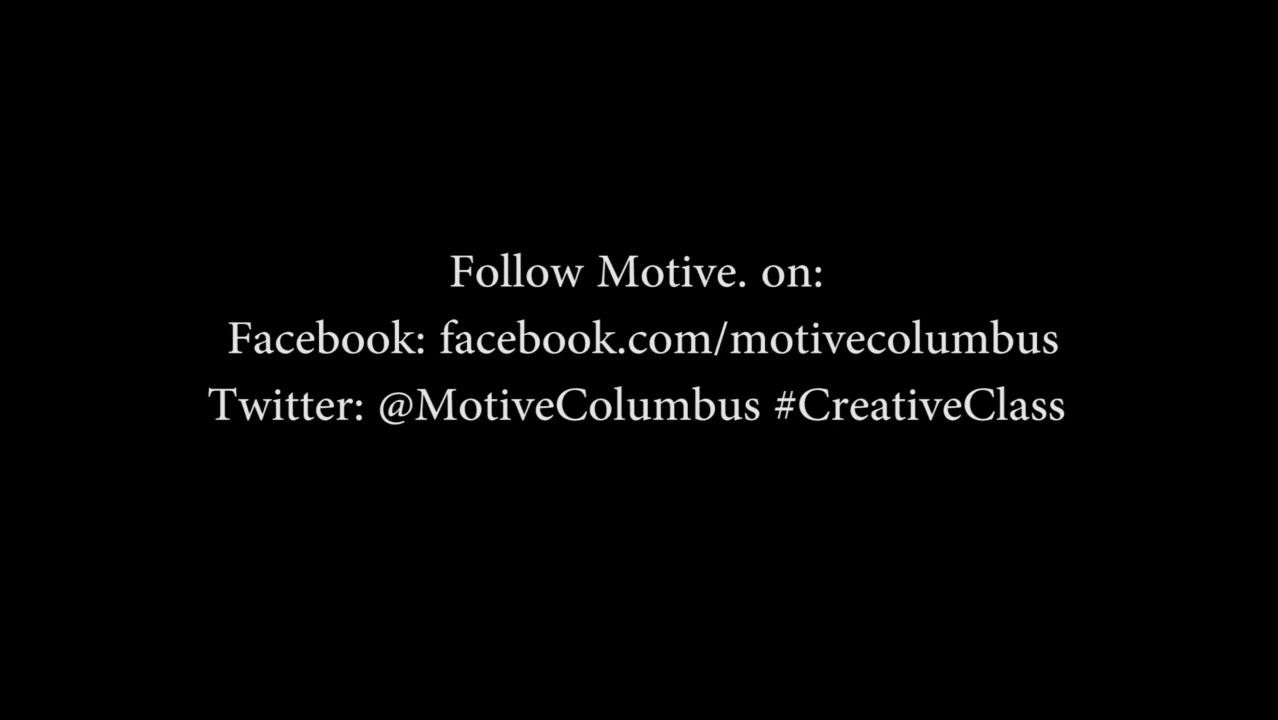 Follow Motive. on:
Facebook: facebook.com/motivecolumbus
Twitter: @MotiveColumbus #CreativeClass